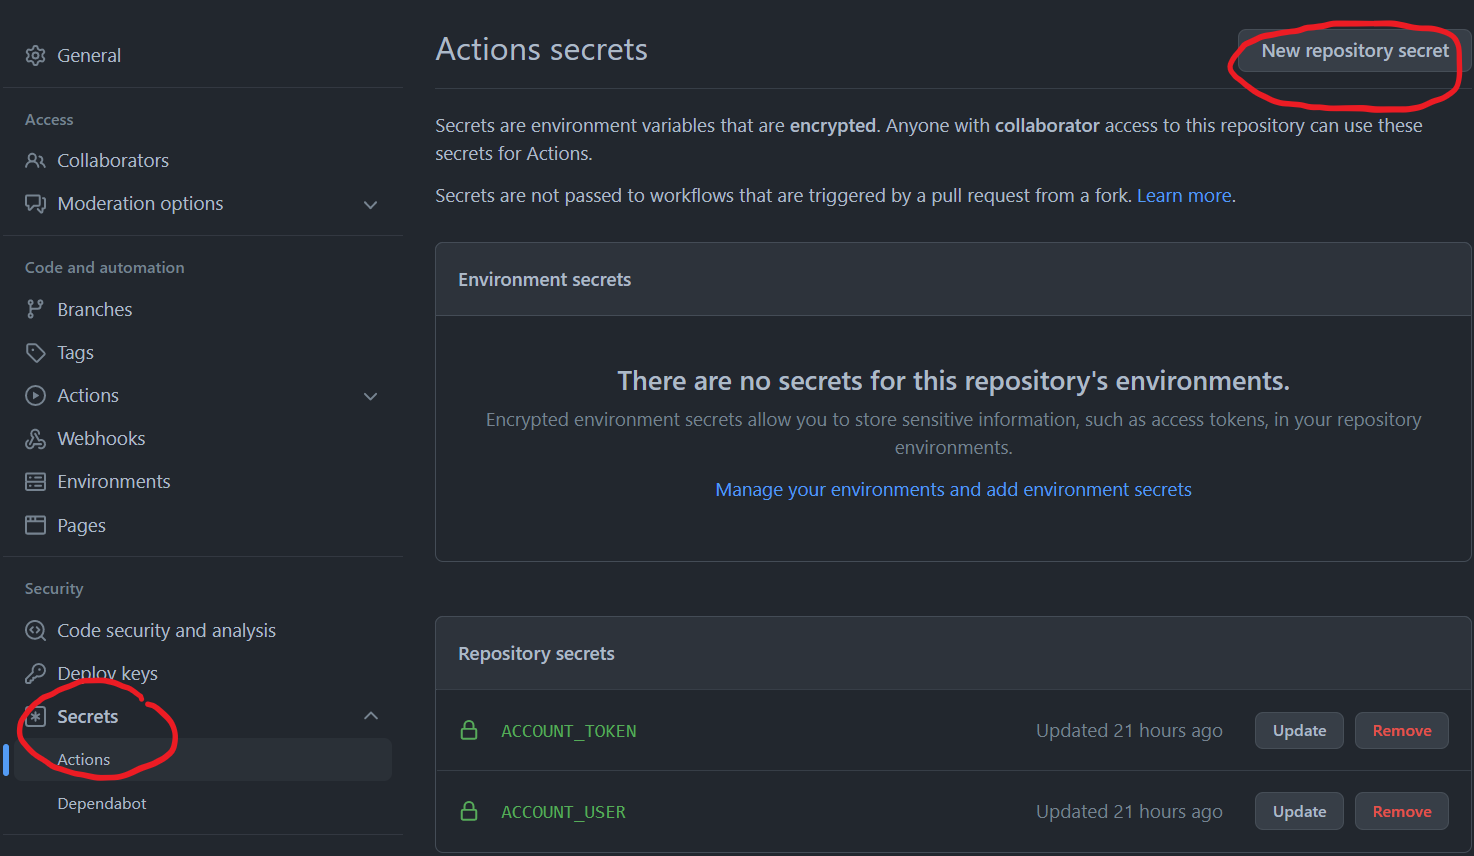 General
Access
Collaborators
Moderation options
Code and automation
Branches
Tags
Actions
Webhooks
Environments
Pages
Security
Code security and analysis
Deploy keys
Secrets
Actions
Dependabot
Actions secrets
New repository secret
Secrets are environment variables that are encrypted. Anyone with collaborator access to this repository can use these
secrets for Actions.
Secrets are not passed to workflows that are triggered by a pull request from a fork. Learn more.
Environment secrets
There are no secrets for this repository's environments.
Encrypted environment secrets allow you to store sensitive information, such as access tokens, in your repository
environments.
Manage your environments and add environment secrets
Repository secrets
ACCOUNT_TOKEN Updated 21 hours ago Update Remove
ACCOUNT_USER Updated 21 hours ago Update Remove